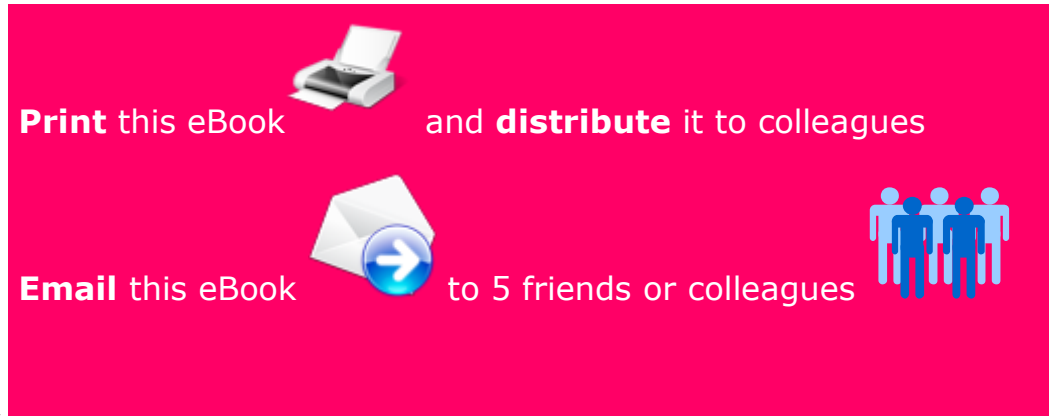 Print this eBook and distribute it to colleagues
Email this eBook to 5 friends or colleagues